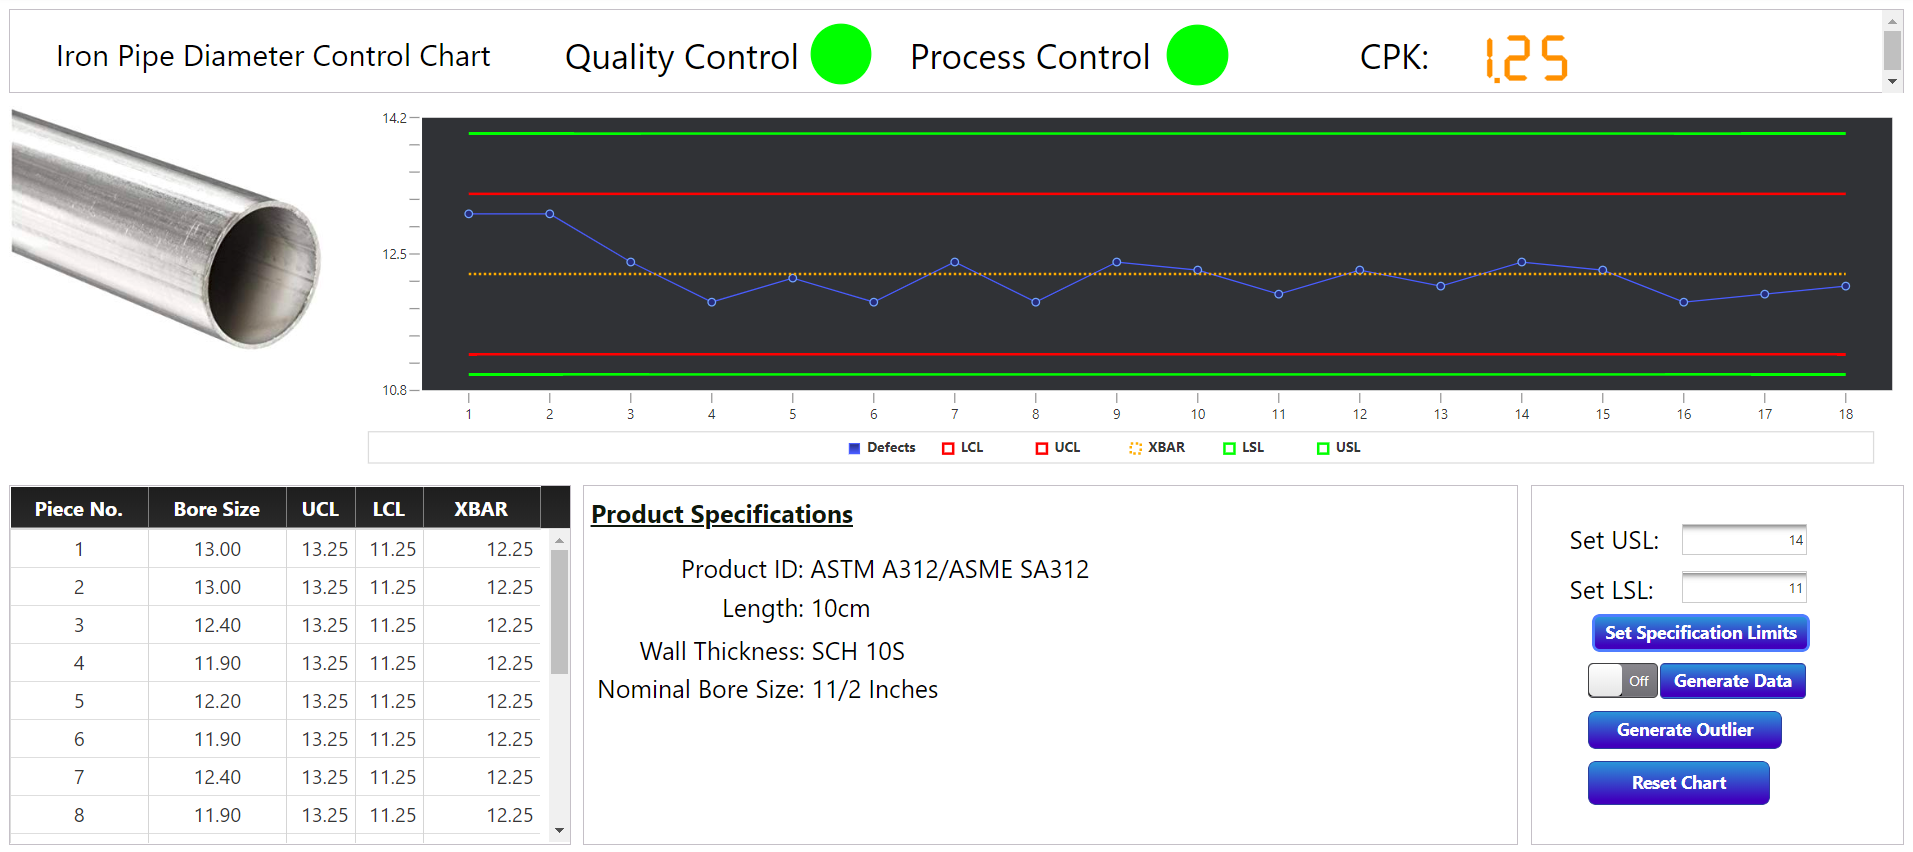 Iron Pipe Diameter Control Chart Quality Control Process Control CPK: 1.25
14.2
12.5
10.8
1 2 3 4 5 6 7 8 9 10 11 12 13 14 15 16 17 18
Defects LCL UCL XBAR LSL USL
Piece No. Bore Size UCL LCL XBAR
1 13.00 13.25 11.25 12.25
2 13.00 13.25 11.25 12.25
3 12.40 13.25 11.25 12.25
4 11.90 13.25 11.25 12.25
5 12.20 13.25 11.25 12.25
6 11.90 13.25 11.25 12.25
7 12.40 13.25 11.25 12.25
8 11.90 13.25 11.25 12.25
Product Specifications
Product ID: ASTM A312/ASME SA312
Length: 10cm
Wall Thickness: SCH 10S
Nominal Bore Size: 11/2 Inches
Set USL: 14
Set LSL: 11
Set Specification Limits
Off Generate Data
Generate Outlier
Reset Chart